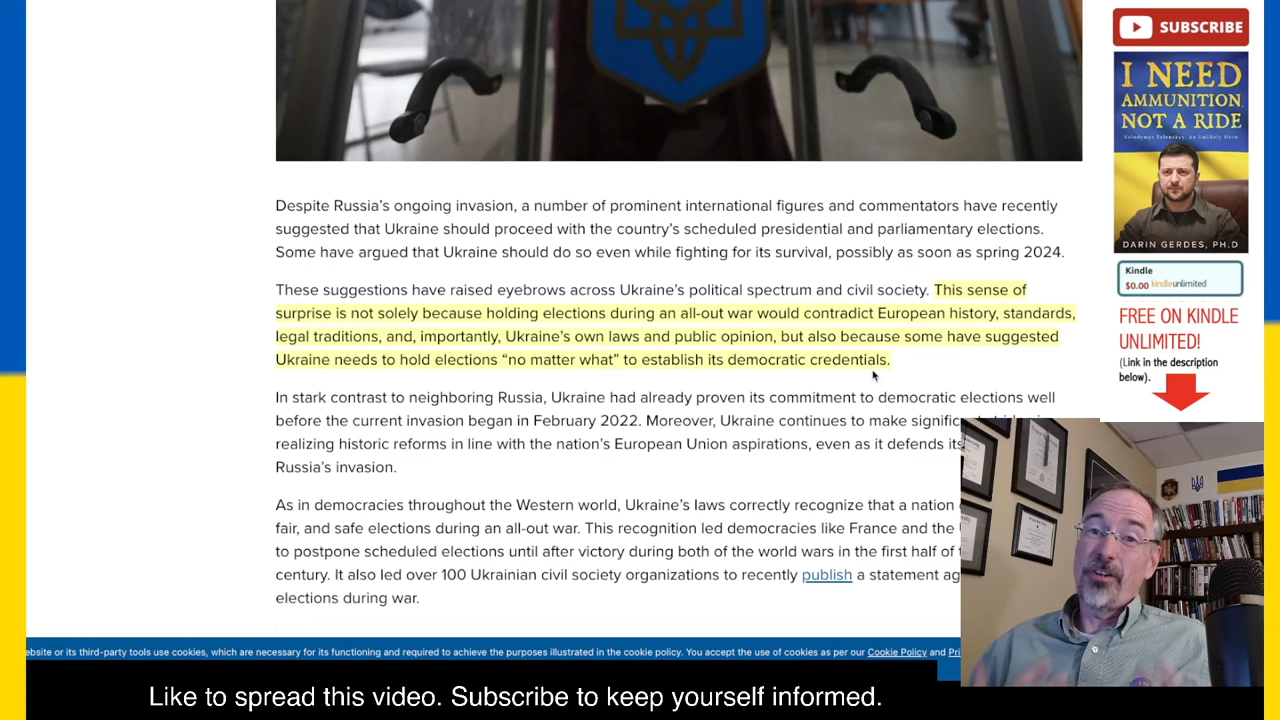 Despite Russia’s ongoing invasion, a number of prominent international figures and commentators have recently
suggested that Ukraine should proceed with the country’s scheduled presidential and parliamentary elections.
Some have argued that Ukraine should do so even while fighting for its survival, possibly as soon as spring 2024.
These suggestions have raised eyebrows across Ukraine’s political spectrum and civil society. This sense of
surprise is not solely because holding elections during an all-out war would contradict European history, standards,
legal traditions, and, importantly, Ukraine’s own laws and public opinion, but also because some have suggested
Ukraine needs to hold elections “no matter what” to establish its democratic credentials.
In stark contrast to neighboring Russia, Ukraine had already proven its commitment to democratic elections well
before the current invasion began in February 2022. Moreover, Ukraine continues to make
realizing historic reforms in line with the nation’s European Union aspirations, even as it defends
Russia’s invasion.
As in democracies throughout the Western world, Ukraine’s laws correctly recognize that a nation
fair, and safe elections during an all-out war. This recognition led democracies like France and the
to postpone scheduled elections until after victory during both of the world wars in the first half of
century. It also led over 100 Ukrainian civil society organizations to recently publish a statement
elections during war.
website or its third-party tools use cookies, which are necessary for its functioning and required to achieve the purposes illustrated in the cookie policy. You accept the use of cookies as per our Cookie Policy and
Like to spread this video. Subscribe to keep yourself informed.
SUBSCRIBE
I NEED
AMMUNITION,
NOT A RIDE
Volodymyr Zelenskyy, An Unlikely Hero
DARIN GERDES, PH.D
Kindle
$0.00 kindleunlimited
FREE ON KINDLE
UNLIMITED!
(Link in the description
below).